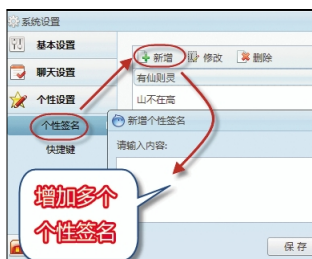 系统设置
基本设置
新增 修改 删除
聊天设置
有仙则灵
个性设置
山不在高
个性签名
新增个性签名
快捷键
请输入内容:
增加多个
个性签名
保存